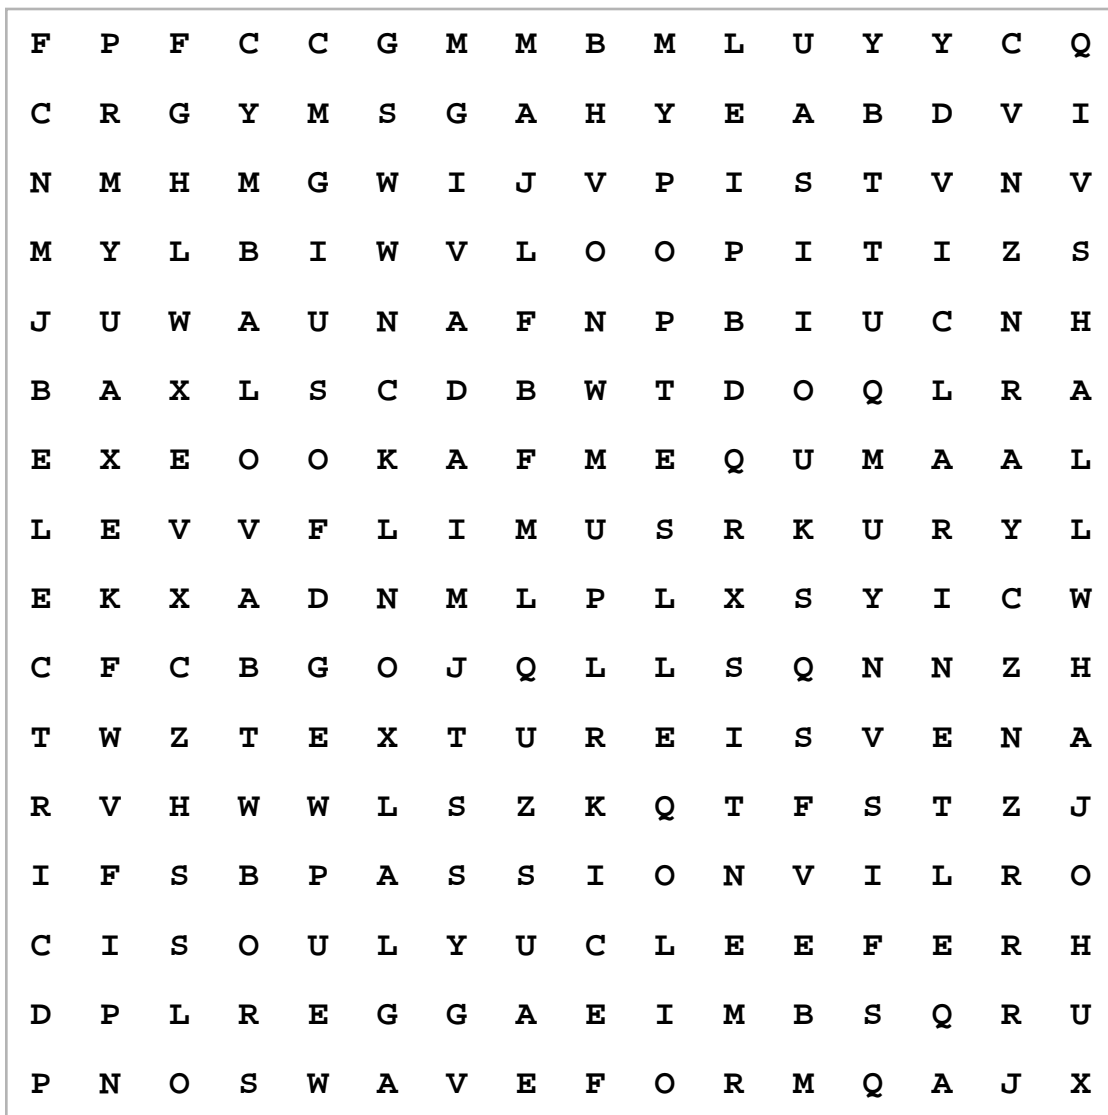 F P F C C G M M B M L U Y Y C Q
C R G Y M S G A H Y E A B D V I
N M H M G W I J V P I S T V N V
M Y L B I W V L O O P I T I Z S
J U W A U N A F N P B I U C N H
B A X L S C D B W T D O Q L R A
E X E O O K A F M E Q U M A A L
L E V V F L I M U S R K U R Y L
E K X A D N M L P L X S Y I C W
C F C B G O J Q L L S Q N N Z H
T W Z T E X T U R E I S V E N A
R V H W W L S Z K Q T F S T Z J
I F S B P A S S I O N V I L R O
C I S O U L Y U C L E E F E R H
D P L R E G G A E I M B S Q R U
P N O S W A V E F O R M Q A J X